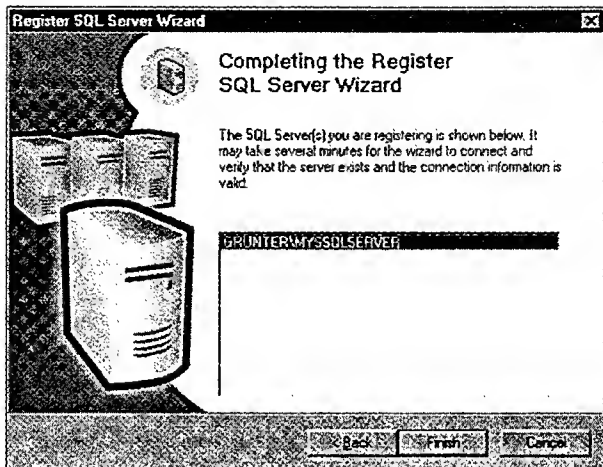 Register SQL Server Wizard
Completing the Register
SQL Server Wizard
The SQL Server(s) you are registering is shown below. It
may take several minutes for the wizard to connect and
verify that the server exists and the connection information is
valid.
GRUNTER\MYSSQLSERVER
Back Finish Cancel